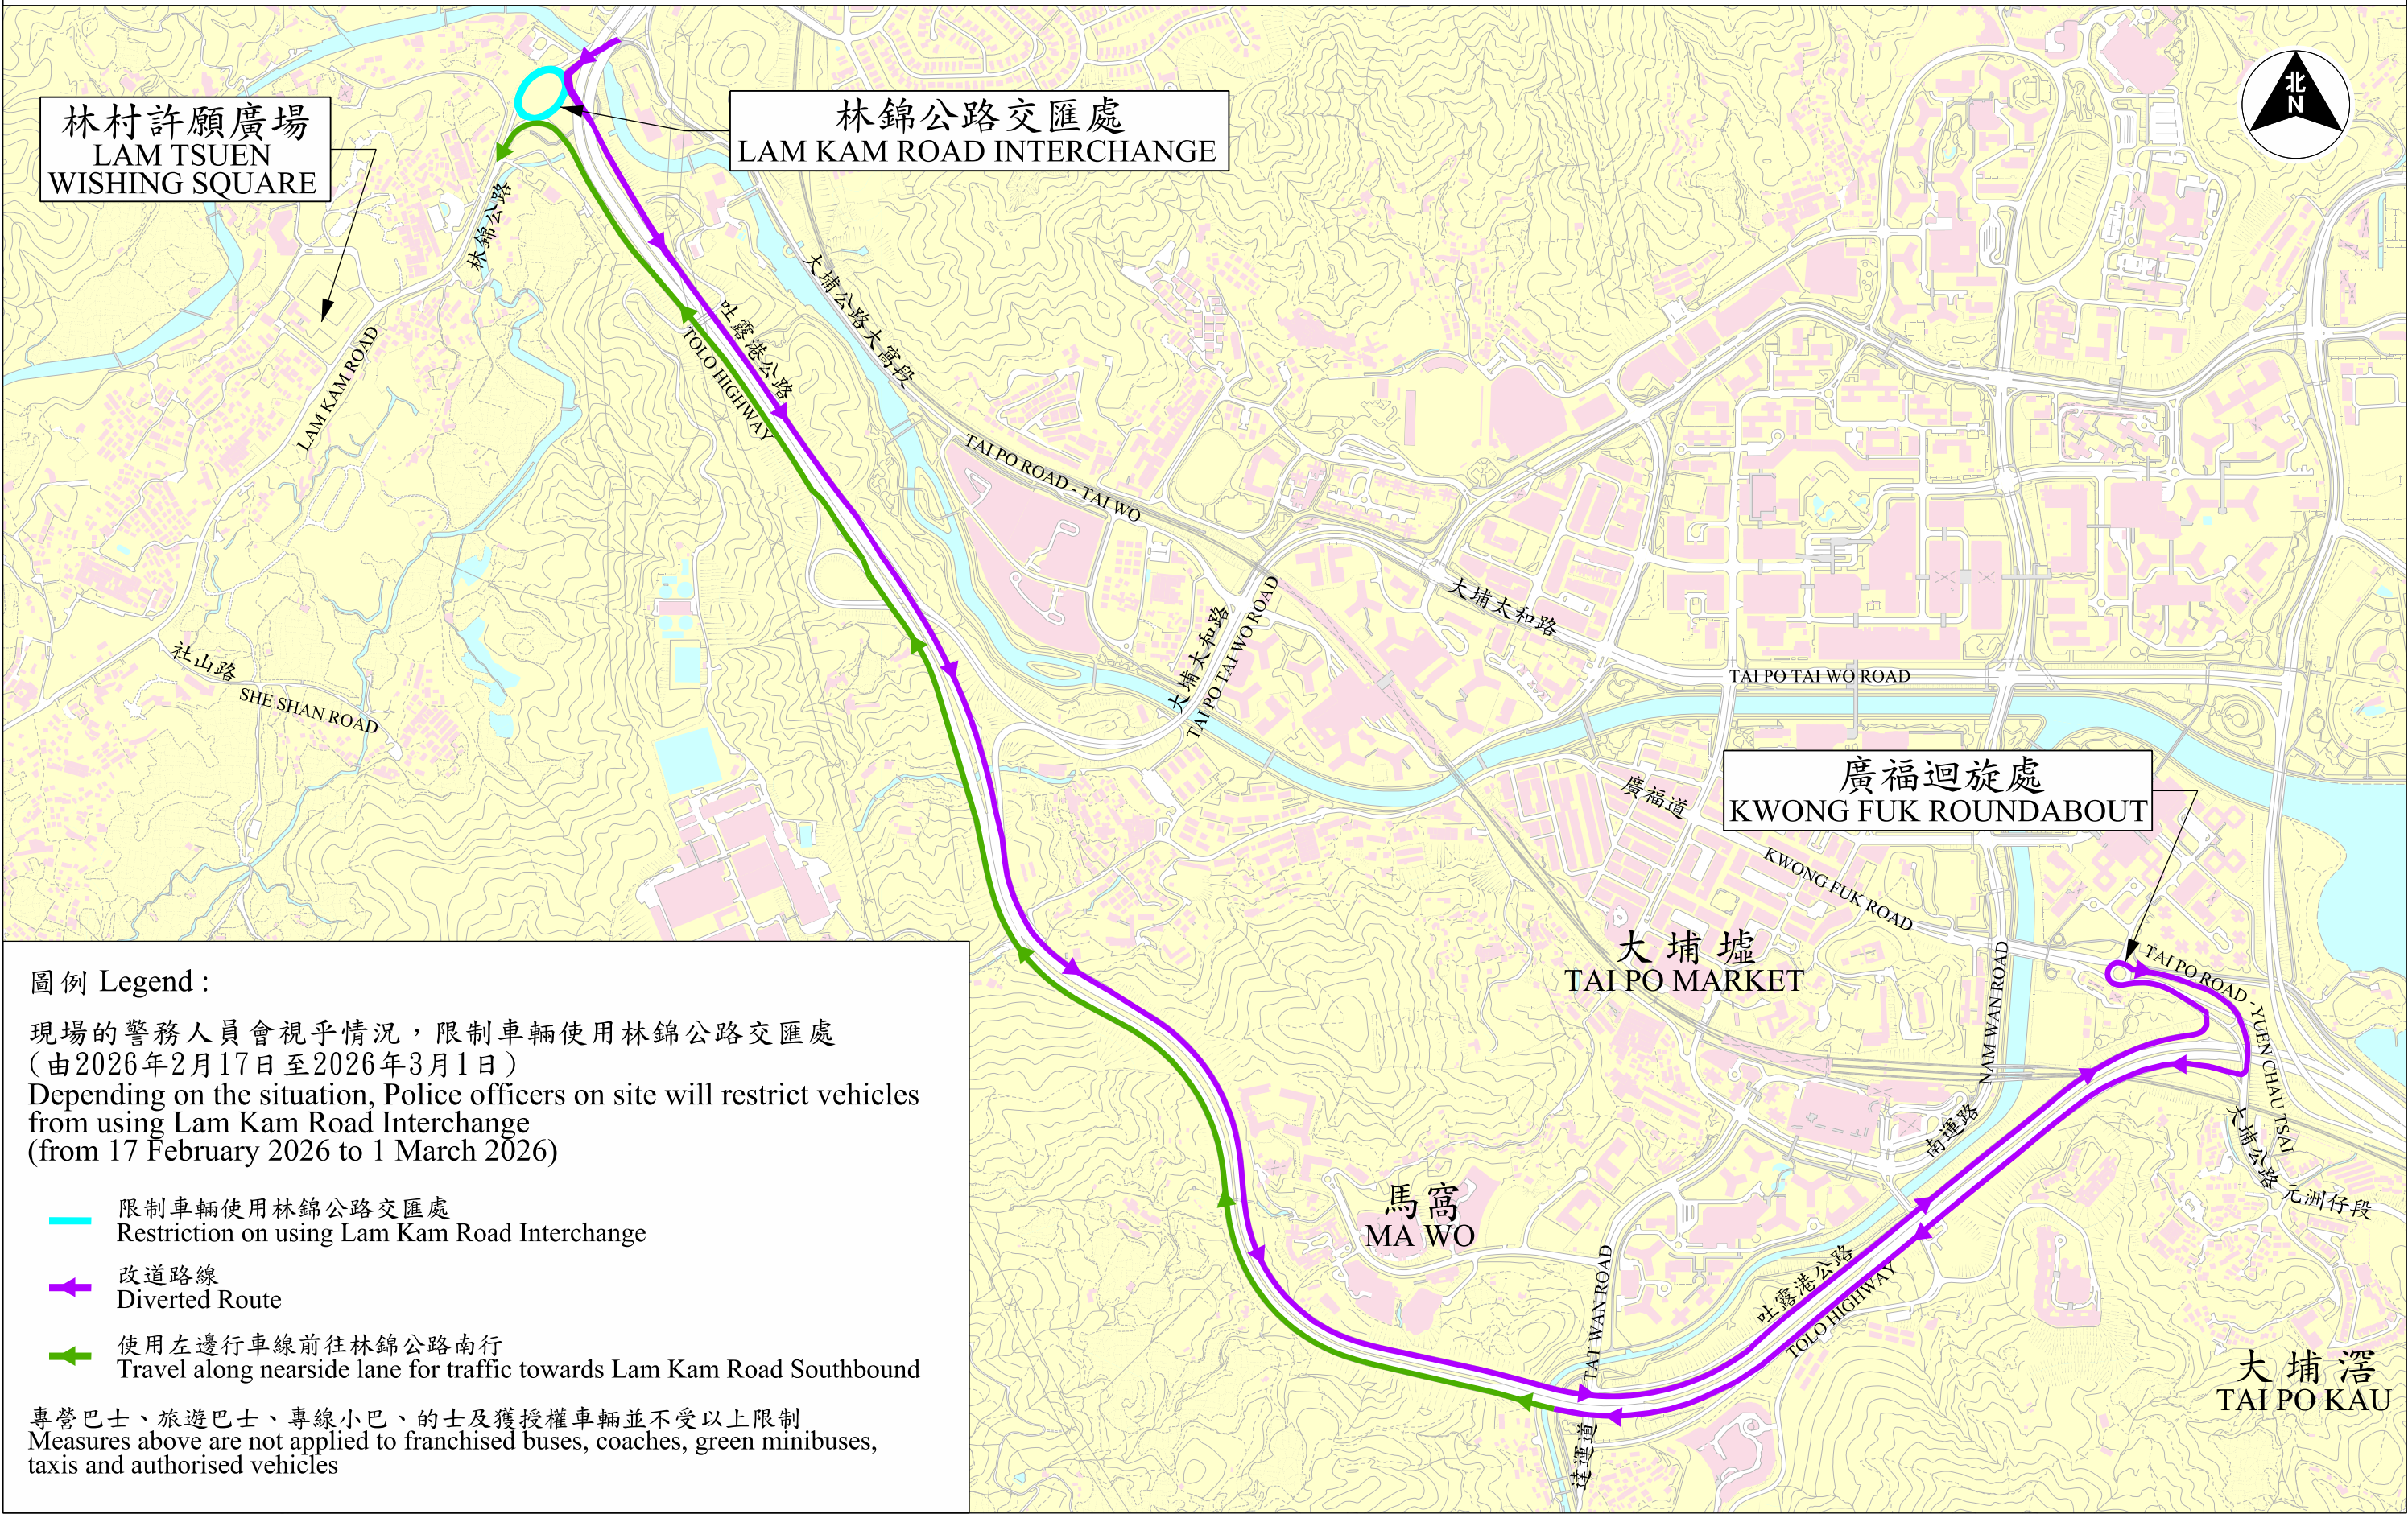 林村許願廣場
LAM TSUEN
WISHING SQUARE
林錦公路交匯處
LAM KAM ROAD INTERCHANGE
北
N
林錦公路
LAM KAM ROAD
吐露港公路
TOLO HIGHWAY
大埔公路大窩段
TAI PO ROAD - TAI WO
大埔太和路
TAI PO TAI WO ROAD
大埔太和路
TAI PO TAI WO ROAD
社山路
SHE SHAN ROAD
廣福迴旋處
KWONG FUK ROUNDABOUT
廣福道
KWONG FUK ROAD
大埔墟
TAI PO MARKET
NAM WAN ROAD
南運路
TAI PO ROAD - YUEN CHAU TSAI
大埔公路 元洲仔段
馬窩
MA WO
TAT WAN ROAD
達運道
吐露港公路
TOLO HIGHWAY
大埔滘
TAI PO KAU
圖例 Legend :
現場的警務人員會視乎情況，限制車輛使用林錦公路交匯處
（由2026年2月17日至2026年3月1日）
Depending on the situation, Police officers on site will restrict vehicles
from using Lam Kam Road Interchange
(from 17 February 2026 to 1 March 2026)
限制車輛使用林錦公路交匯處
Restriction on using Lam Kam Road Interchange
改道路線
Diverted Route
使用左邊行車線前往林錦公路南行
Travel along nearside lane for traffic towards Lam Kam Road Southbound
專營巴士、旅遊巴士、專線小巴、的士及獲授權車輛並不受以上限制
Measures above are not applied to franchised buses, coaches, green minibuses,
taxis and authorised vehicles